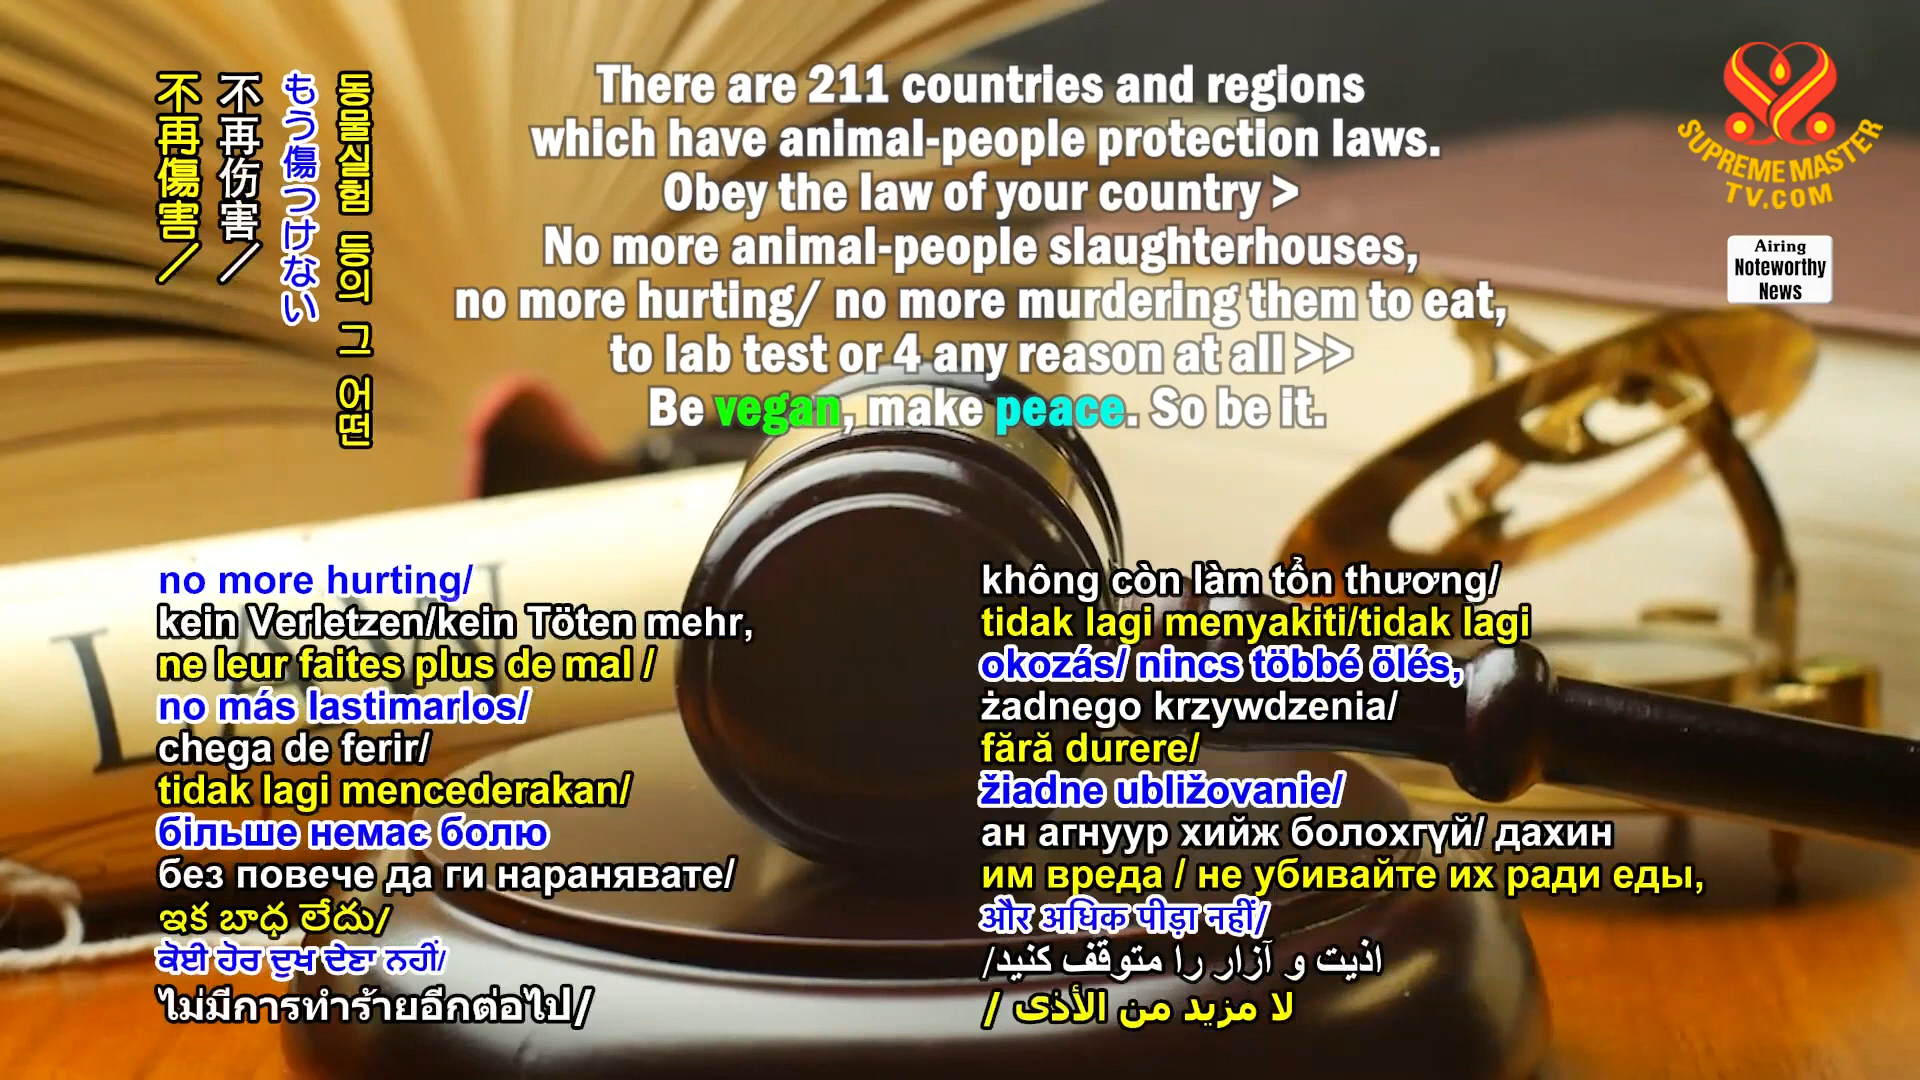 There are 211 countries and regions
which have animal-people protection laws.
Obey the law of your country >
No more animal-people slaughterhouses,
no more hurting/ no more murdering them to eat,
to lab test or 4 any reason at all >>
Be vegan, make peace. So be it.
동물실험 등의 그 어떤
もう傷つけない
不再伤害/
不再傷害/
SUPREME MASTER
TV.COM
Airing
Noteworthy
News
LAW
no more hurting/
kein Verletzen/kein Töten mehr,
ne leur faites plus de mal /
no más lastimarlos/
chega de ferir/
tidak lagi mencederakan/
більше немає болю
без повече да ги наранявате/
ఇక బాధ లేదు/
ਕੋਈ ਹੋਰ ਦੁਖ ਦੇਣਾ ਨਹੀਂ/
ไม่มีการทำร้ายอีกต่อไป/
không còn làm tổn thương/
tidak lagi menyakiti/tidak lagi
okozás/ nincs többé ölés,
żadnego krzywdzenia/
fără durere/
žiadne ubližovanie/
ан агнуур хийж болохгүй/ дахин
им вреда / не убивайте их ради еды,
और अधिक पीड़ा नहीं/
اذیت و آزار را متوقف کنید/
لا مزيد من الأذى /